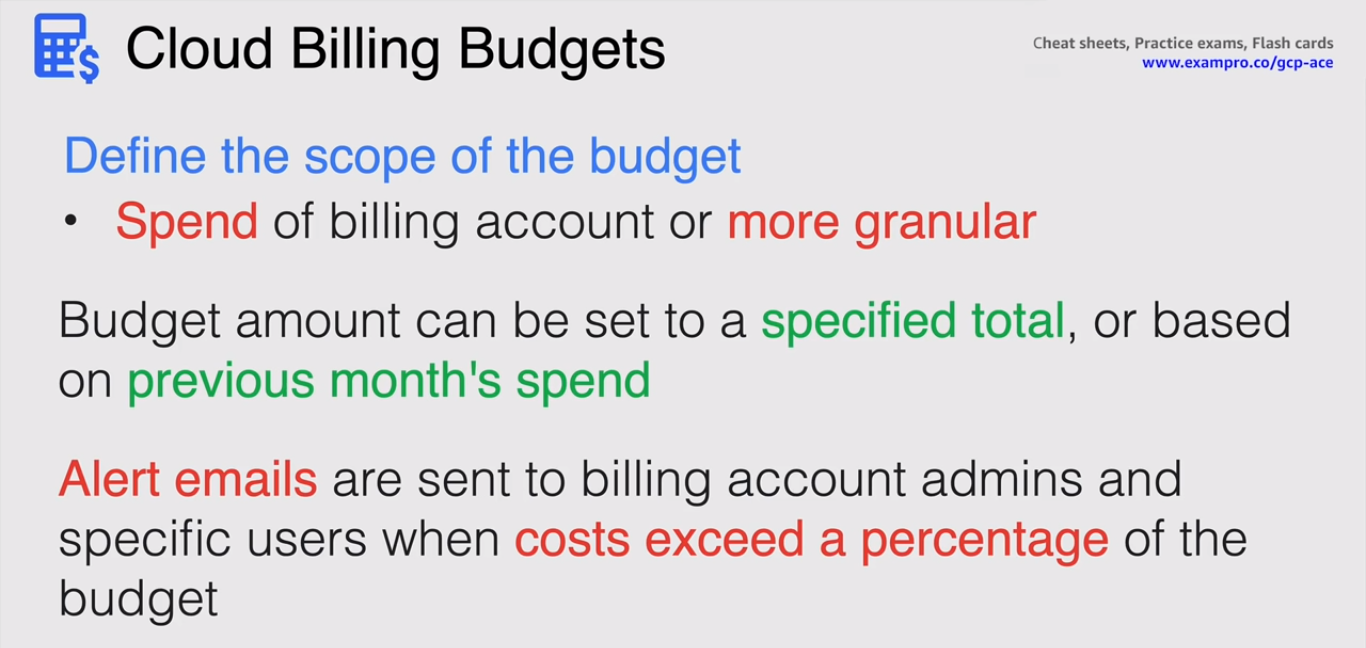 Cloud Billing Budgets
Cheat sheets, Practice exams, Flash cards
www.exampro.co/gcp-ace
Define the scope of the budget
• Spend of billing account or more granular
Budget amount can be set to a specified total, or based
on previous month's spend
Alert emails are sent to billing account admins and
specific users when costs exceed a percentage of the
budget